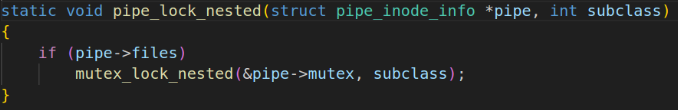 static void pipe_lock_nested(struct pipe_inode_info *pipe, int subclass)
{
    if (pipe->files)
        mutex_lock_nested(&pipe->mutex, subclass);
}